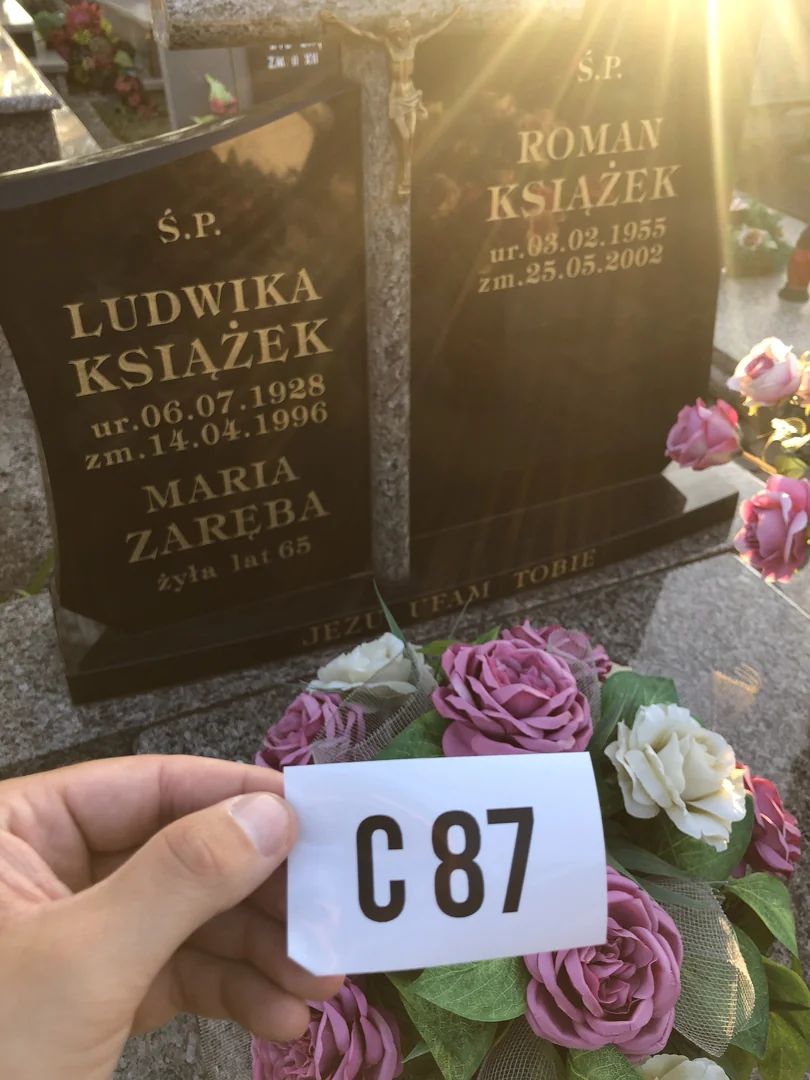 Ś.P.
LUDWIKA
KSIĄŻEK
ur.06.07.1928
zm.14.04.1996
MARIA
ZARĘBA
żyła lat 65
Ś.P.
ROMAN
KSIĄŻEK
ur.03.02.1955
zm.25.05.2002
JEZU UFAM TOBIE
C 87